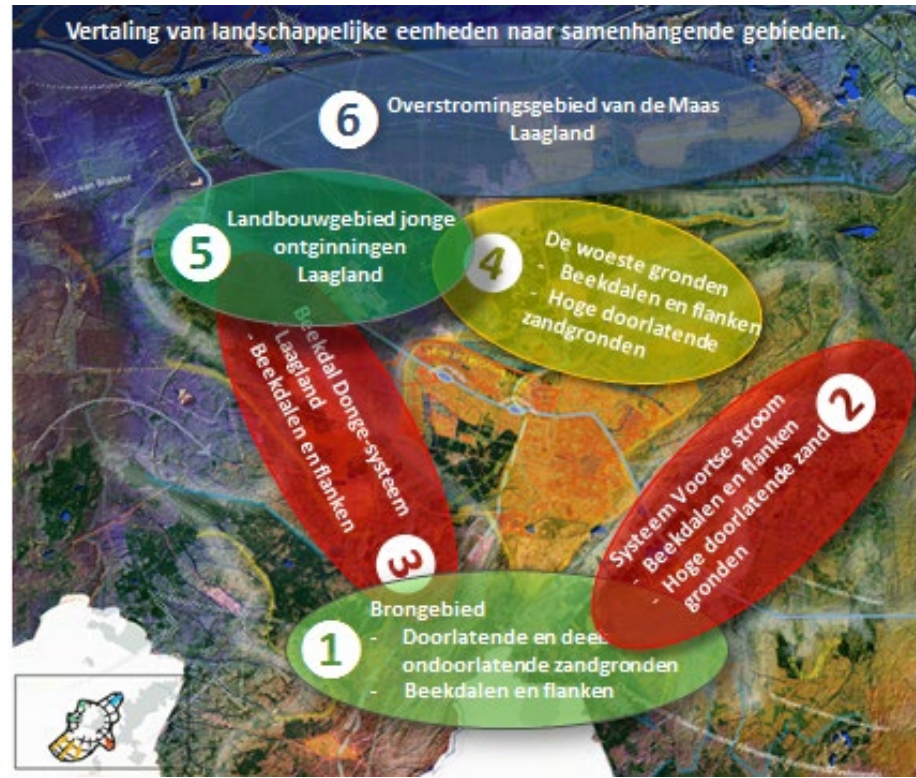 Vertaling van landschappelijke eenheden naar samenhangende gebieden.
6
Overstromingsgebied van de Maas
Laagland
5
Landbouwgebied jonge
ontginningen
Laagland
4
De woeste gronden
- Beekdalen en flanken
- Hoge doorlatende
zandgronden
3
Beekdal Donge-systeem
Laagland
- Beekdalen en flanken
2
Systeem Voortse stroom
- Beekdalen en flanken
- Hoge doorlatende zand
gronden
1
Brongebied
- Doorlatende en deels
ondoorlatende zandgronden
- Beekdalen en flanken